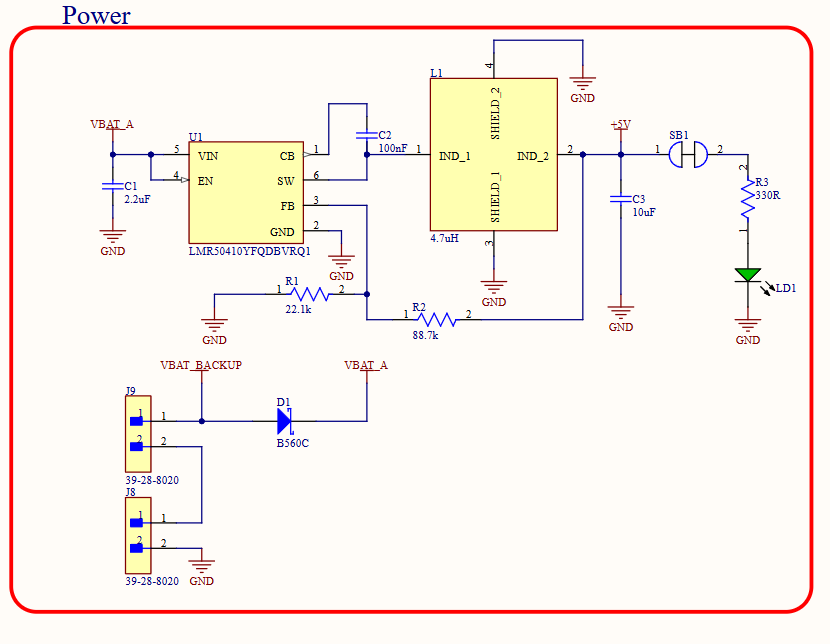 Power
VBAT_A
U1
5 VIN
4 EN
CB 1
SW 6
FB 3
GND 2
LMR50410YFQDBVRQ1
C1
2.2uF
GND
GND
C2
100nF
L1
4
SHIELD_2
1 IND_1
IND_2 2
SHIELD_1
3
4.7uH
GND
GND
+5V
C3
10uF
GND
SB1
1 2
2
R3
330R
1
LD1
GND
R1
1 2
22.1k
GND
R2
1 2
88.7k
VBAT_BACKUP
VBAT_A
J9
1 1
2 2
39-28-8020
D1
B560C
J8
1 1
2 2
39-28-8020
GND